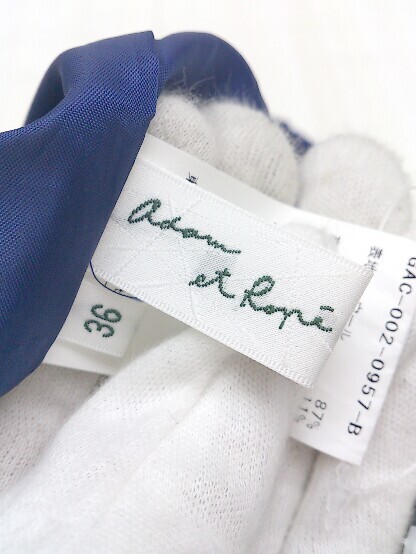 Adam
et Ropé
36
GAC-002-0957-B
87%